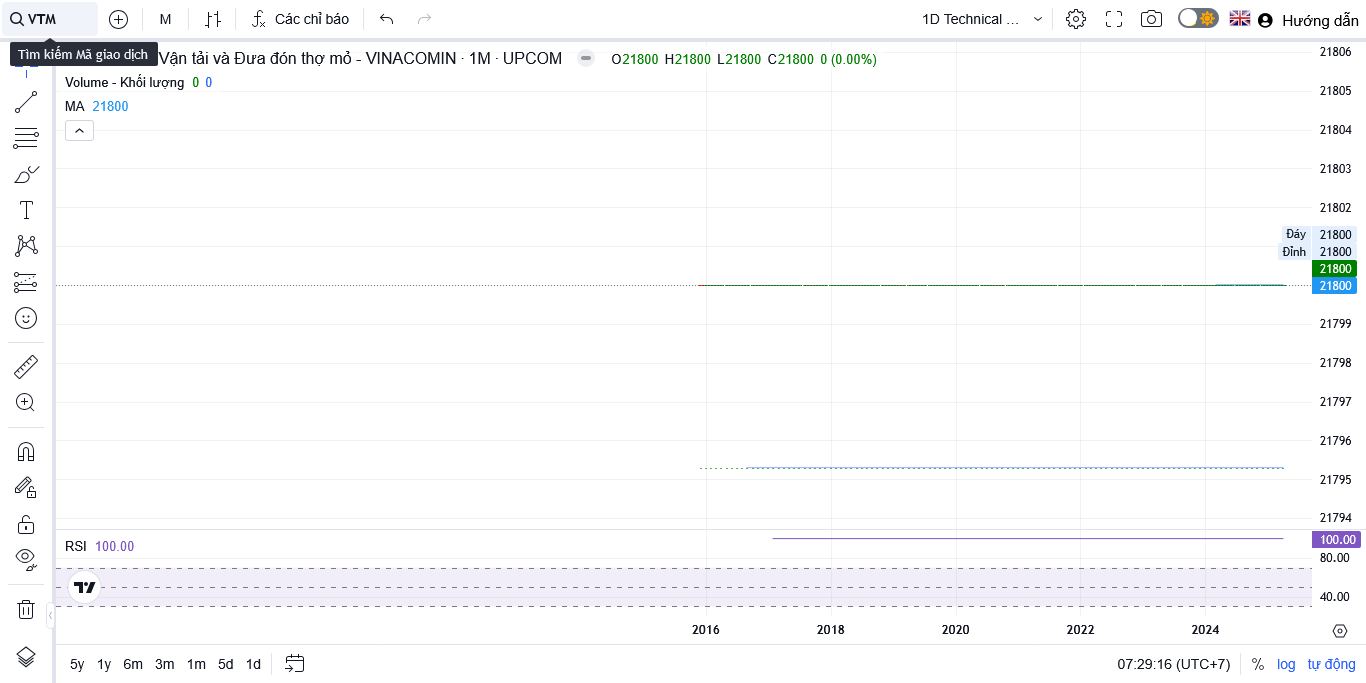 VTM
M
Các chỉ báo
1D Technical ...
Hướng dẫn
Tìm kiếm Mã giao dịch
Vận tải và Đưa đón thợ mỏ - VINACOMIN · 1M · UPCOM
O21800 H21800 L21800 C21800 0 (0.00%)
Volume - Khối lượng 0 0
MA 21800
21806
21805
21804
21803
21802
Đáy 21800
Đỉnh 21800
21800
21800
21799
21798
21797
21796
21795
21794
RSI 100.00
100.00
80.00
40.00
2016 2018 2020 2022 2024
5y 1y 6m 3m 1m 5d 1d
07:29:16 (UTC+7) % log tự động